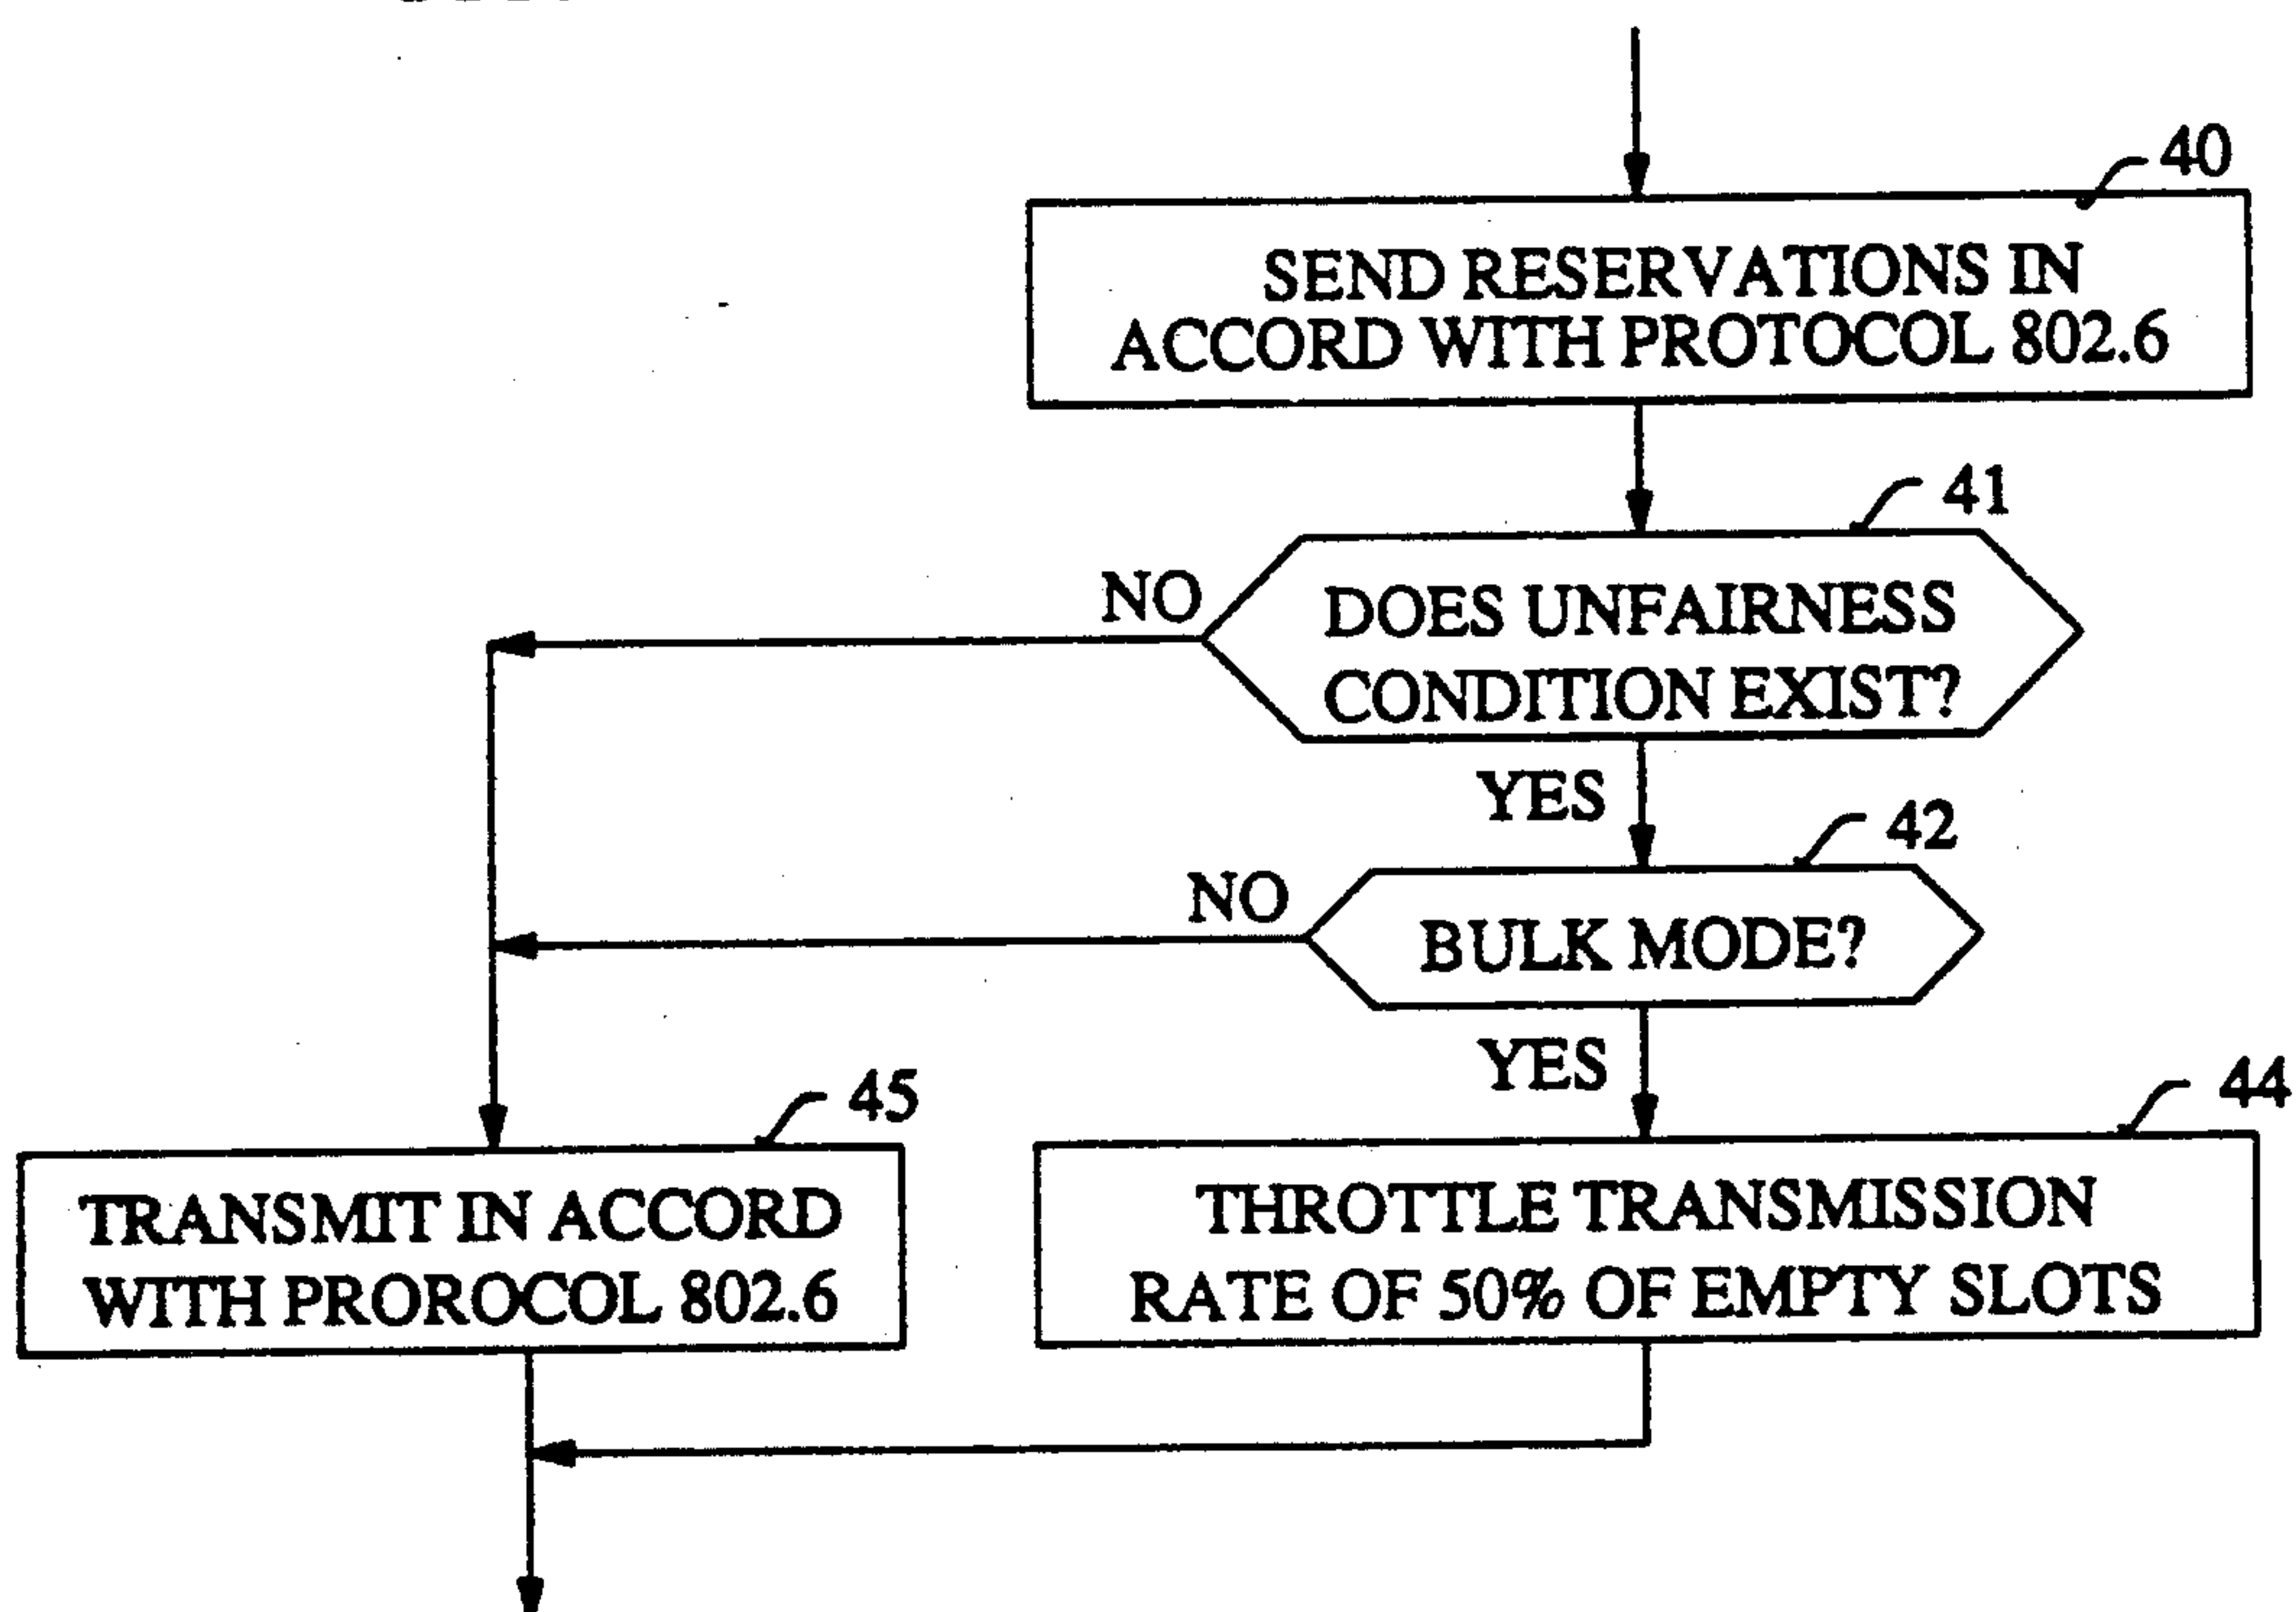 40
SEND RESERVATIONS IN
ACCORD WITH PROTOCOL 802.6
41
NO
DOES UNFAIRNESS
CONDITION EXIST?
YES
42
NO
BULK MODE?
YES
45
44
TRANSMIT IN ACCORD
WITH PROROCOL 802.6
THROTTLE TRANSMISSION
RATE OF 50% OF EMPTY SLOTS